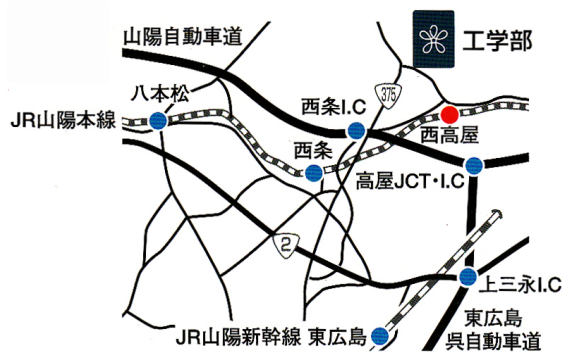 山陽自動車道
工学部
375
八本松
西条I.C
JR山陽本線
西高屋
西条
高屋JCT・I.C
2
上三永I.C
東広島
呉自動車道
JR山陽新幹線 東広島